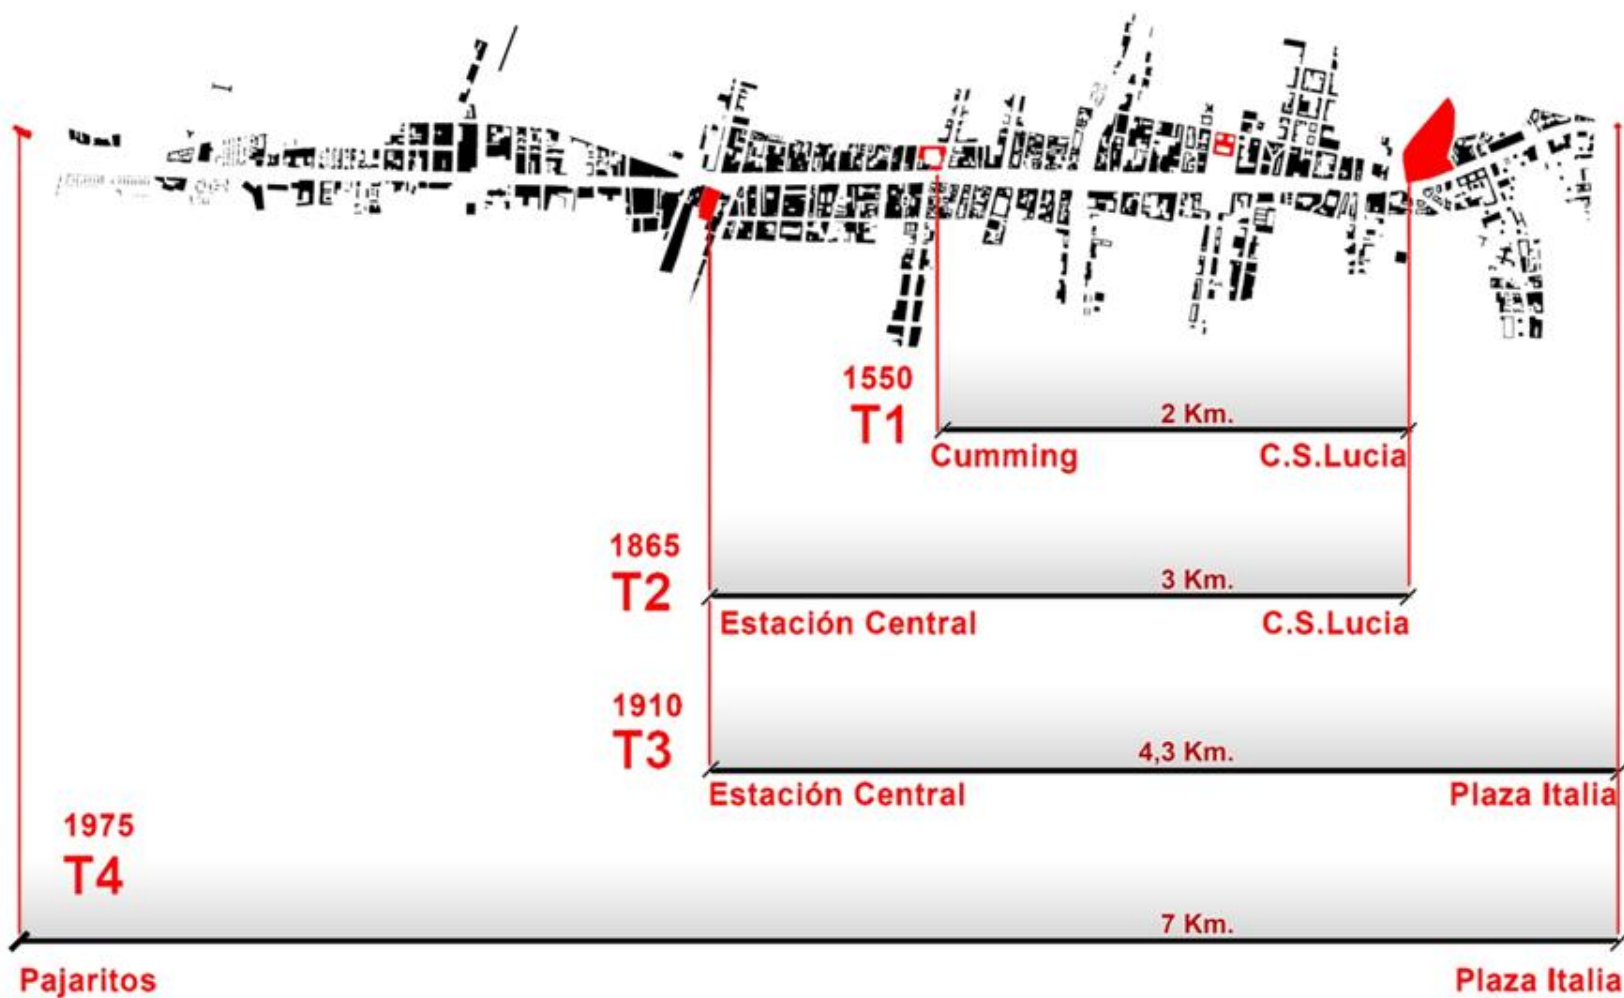 1550
T1
2 Km.
Cumming
C.S.Lucia
1865
T2
3 Km.
Estación Central
C.S.Lucia
1910
T3
4,3 Km.
Estación Central
Plaza Italia
1975
T4
7 Km.
Pajaritos
Plaza Italia